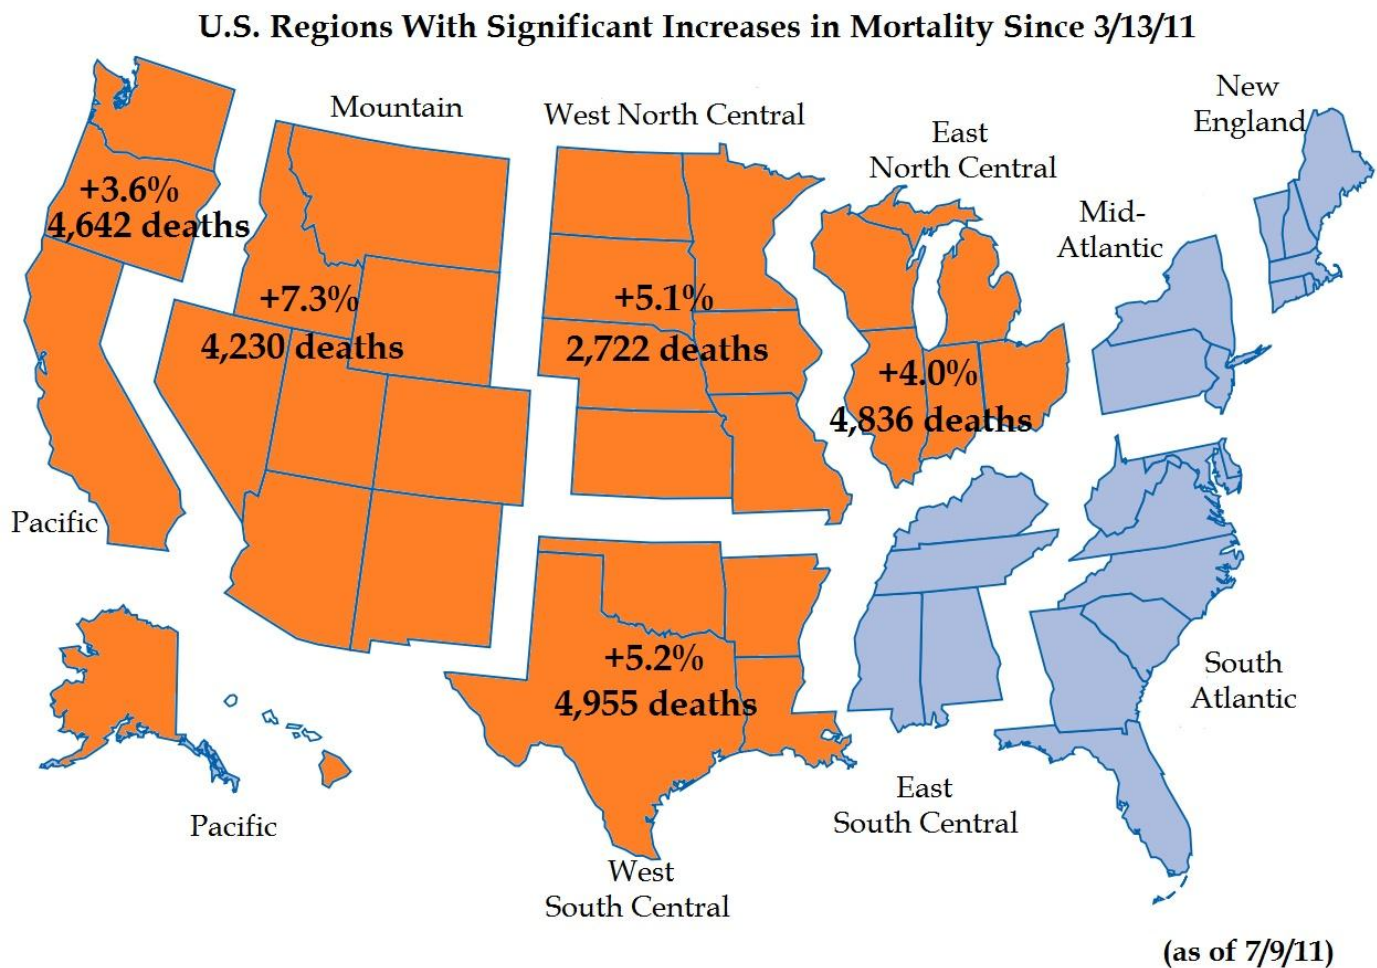 U.S. Regions With Significant Increases in Mortality Since 3/13/11
New
England
Mountain
West North Central
East
North Central
Mid-
Atlantic
+3.6%
4,642 deaths
+7.3%
4,230 deaths
+5.1%
2,722 deaths
+4.0%
4,836 deaths
Pacific
+5.2%
4,955 deaths
South
Atlantic
Pacific
East
South Central
West
South Central
(as of 7/9/11)